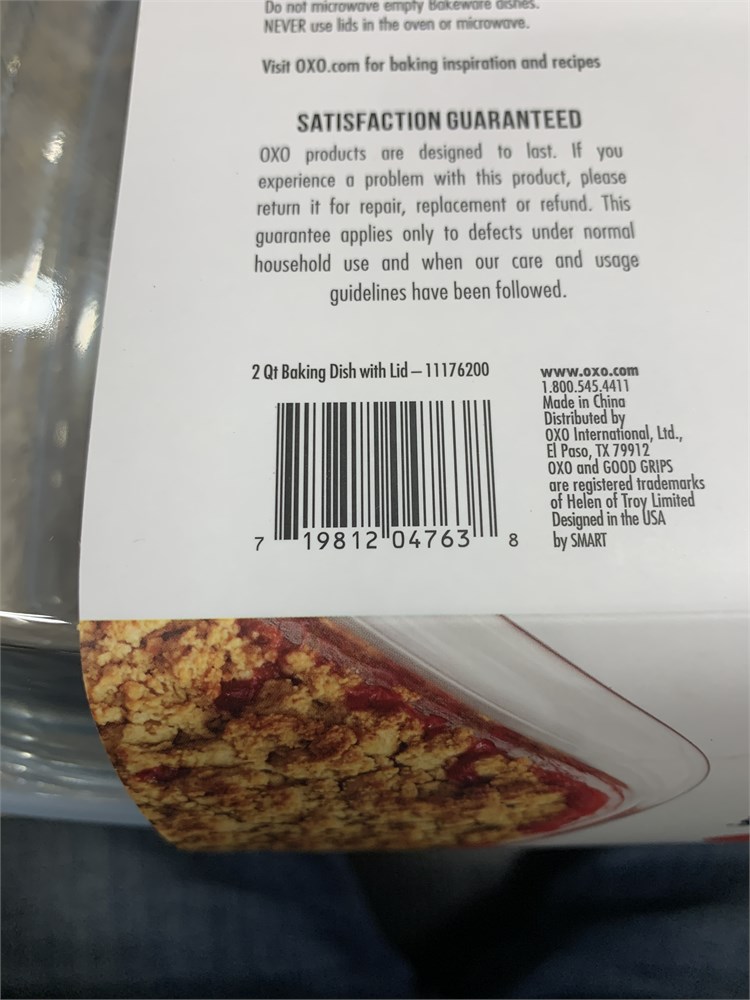 Do not microwave empty Bakeware dishes.
NEVER use lids in the oven or microwave.
Visit OXO.com for baking inspiration and recipes
SATISFACTION GUARANTEED
OXO products are designed to last. If you
experience a problem with this product, please
return it for repair, replacement or refund. This
guarantee applies only to defects under normal
household use and when our care and usage
guidelines have been followed.
2 Qt Baking Dish with Lid – 11176200
7 19812 04763 8
www.oxo.com
1.800.545.4411
Made in China
Distributed by
OXO International, Ltd.,
El Paso, TX 79912
OXO and GOOD GRIPS
are registered trademarks
of Helen of Troy Limited
Designed in the USA
by SMART